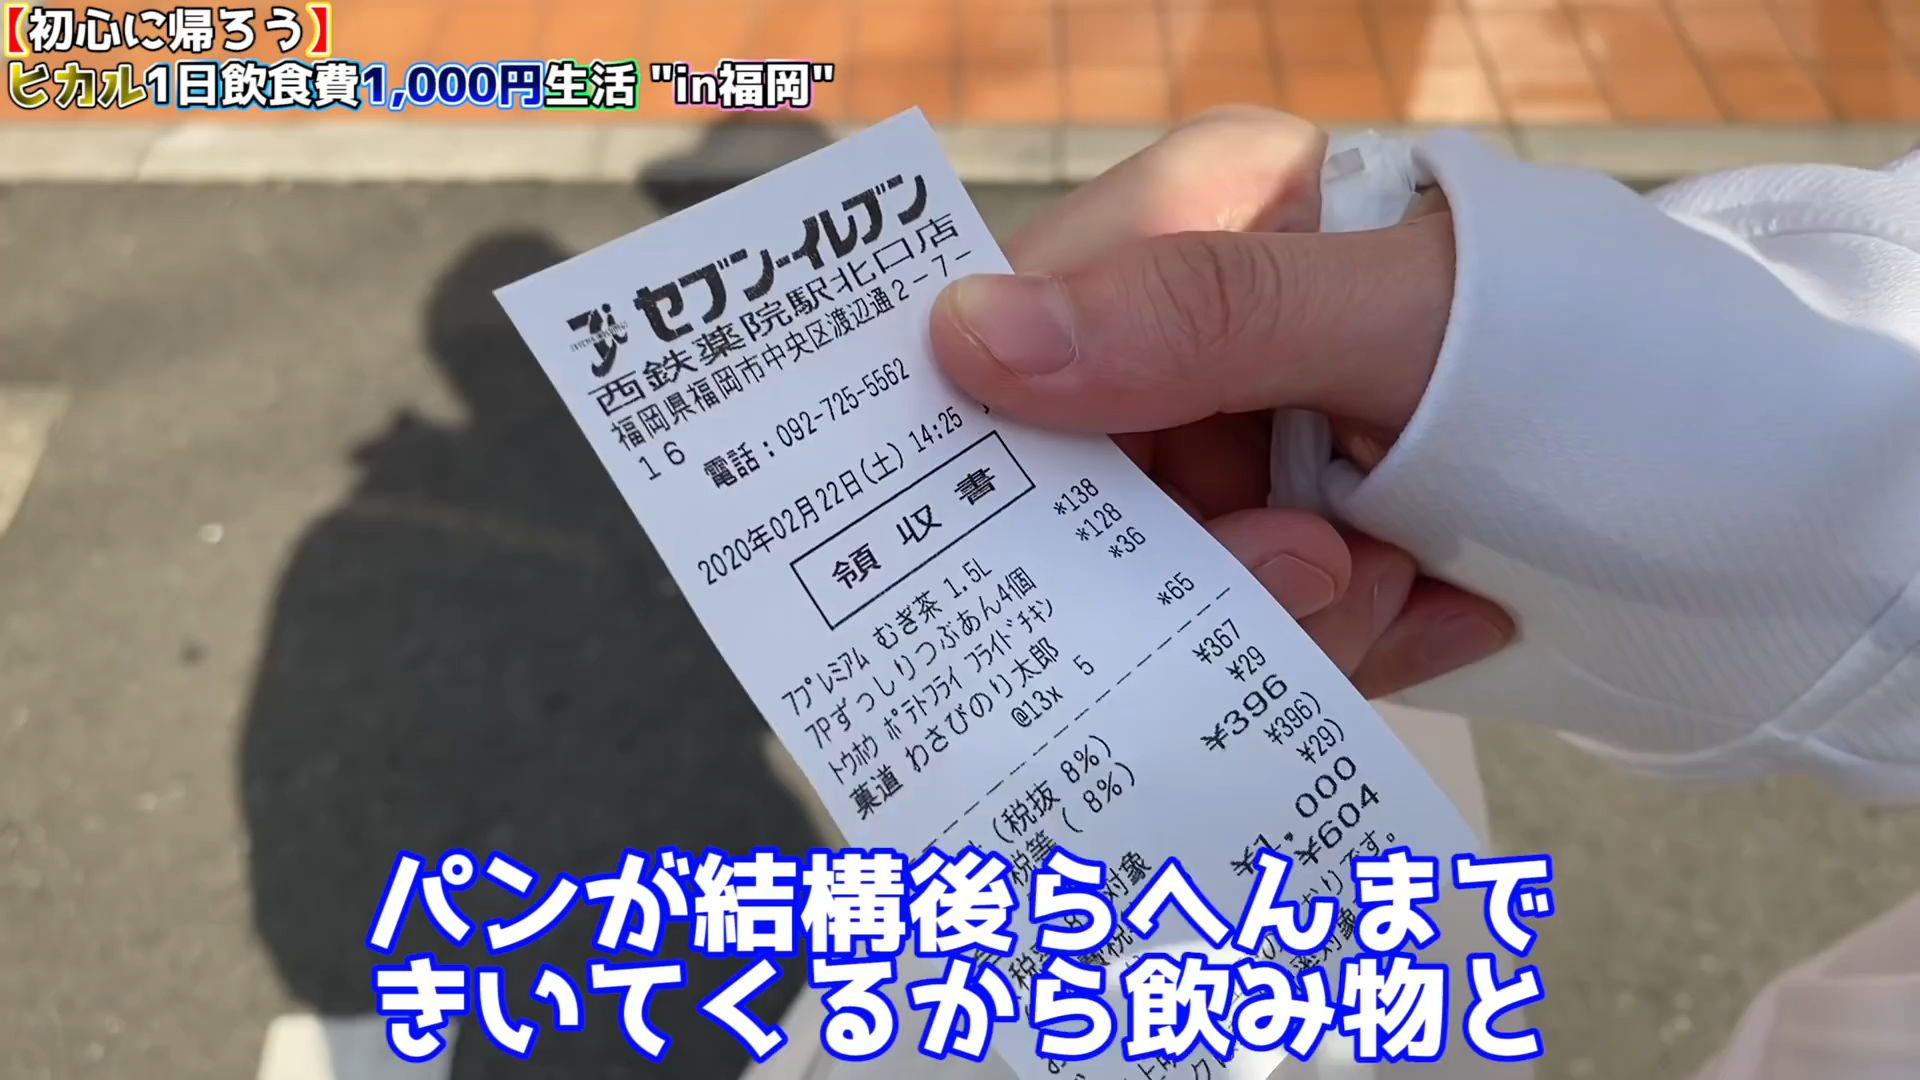 【初心に帰ろう】
ヒカル1日飲食費1,000円生活 "in福岡"
セブン-イレブン
西鉄薬院駅北口店
福岡県福岡市中央区渡辺通2-7-
16
電話:092-725-5562
2020年02月22日(土) 14:25
領収書
7プレミアム むぎ茶 1.5L *138
7Pずっしりつぶあん4個 *128
トウホウ ポテトフライ フライドチキン *36
菓道 わさびのり太郎
@13x 5 *65
(税抜 8%) ¥367
税等( 8%) ¥29
¥396
対象 ¥396)
¥29)
¥1,000
¥604
パンが結構後らへんまで
きいてくるから飲み物と